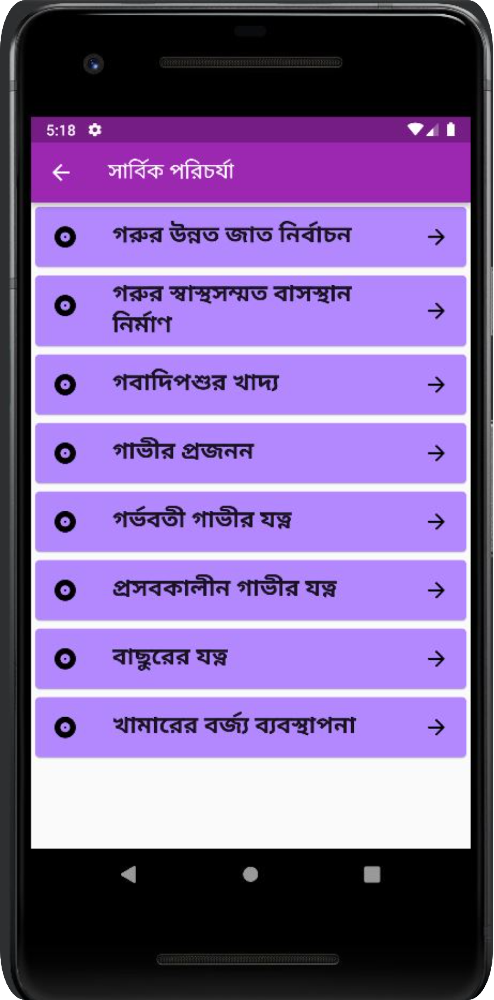 5:18
সার্বিক পরিচর্যা
গরুর উন্নত জাত নির্বাচন
গরুর স্বাস্থসম্মত বাসস্থান
নির্মাণ
গবাদিপশুর খাদ্য
গাভীর প্রজনন
গর্ভবতী গাভীর যত্ন
প্রসবকালীন গাভীর যত্ন
বাছুরের যত্ন
খামারের বর্জ্য ব্যবস্থাপনা